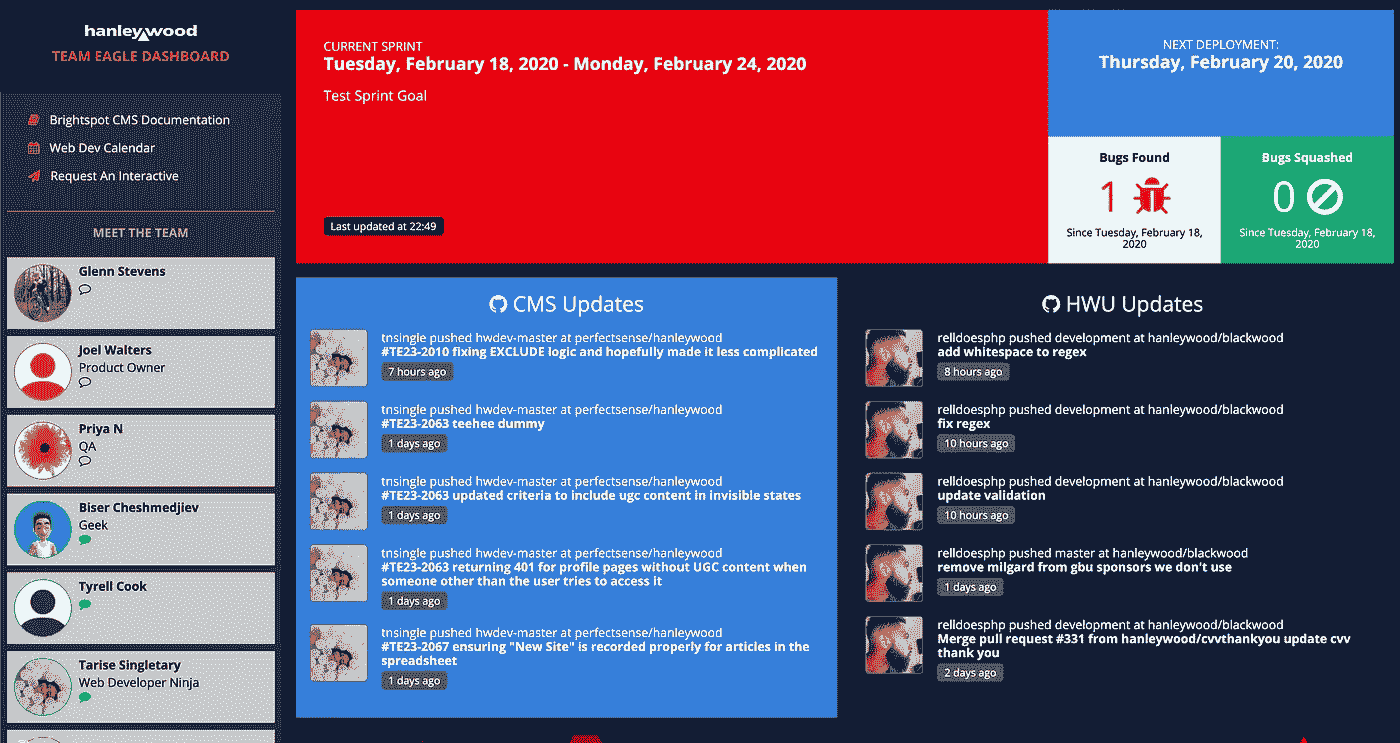 hanleywood
TEAM EAGLE DASHBOARD
Brightspot CMS Documentation
Web Dev Calendar
Request An Interactive
MEET THE TEAM
Glenn Stevens
Joel Walters
Product Owner
Priya N
QA
Biser Cheshmedjiev
Geek
Tyrell Cook
Tarise Singletary
Web Developer Ninja
CURRENT SPRINT
Tuesday, February 18, 2020 - Monday, February 24, 2020
Test Sprint Goal
Last updated at 22:49
NEXT DEPLOYMENT:
Thursday, February 20, 2020
Bugs Found
1
Since Tuesday, February 18,
2020
Bugs Squashed
0
Since Tuesday, February 18,
2020
CMS Updates
tnsingle pushed hwdev-master at perfectsense/hanleywood
#TE23-2010 fixing EXCLUDE logic and hopefully made it less complicated
7 hours ago
tnsingle pushed hwdev-master at perfectsense/hanleywood
#TE23-2063 teehee dummy
1 days ago
tnsingle pushed hwdev-master at perfectsense/hanleywood
#TE23-2063 updated criteria to include ugc content in invisible states
1 days ago
tnsingle pushed hwdev-master at perfectsense/hanleywood
#TE23-2063 returning 401 for profile pages without UGC content when
someone other than the user tries to access it
1 days ago
tnsingle pushed hwdev-master at perfectsense/hanleywood
#TE23-2067 ensuring "New Site" is recorded properly for articles in the
spreadsheet
1 days ago
HWU Updates
relldoesphp pushed development at hanleywood/blackwood
add whitespace to regex
8 hours ago
relldoesphp pushed development at hanleywood/blackwood
fix regex
10 hours ago
relldoesphp pushed development at hanleywood/blackwood
update validation
10 hours ago
relldoesphp pushed master at hanleywood/blackwood
remove milgard from gbu sponsors we don't use
1 days ago
relldoesphp pushed development at hanleywood/blackwood
Merge pull request #331 from hanleywood/cvvthankyou update cvv
thank you
2 days ago